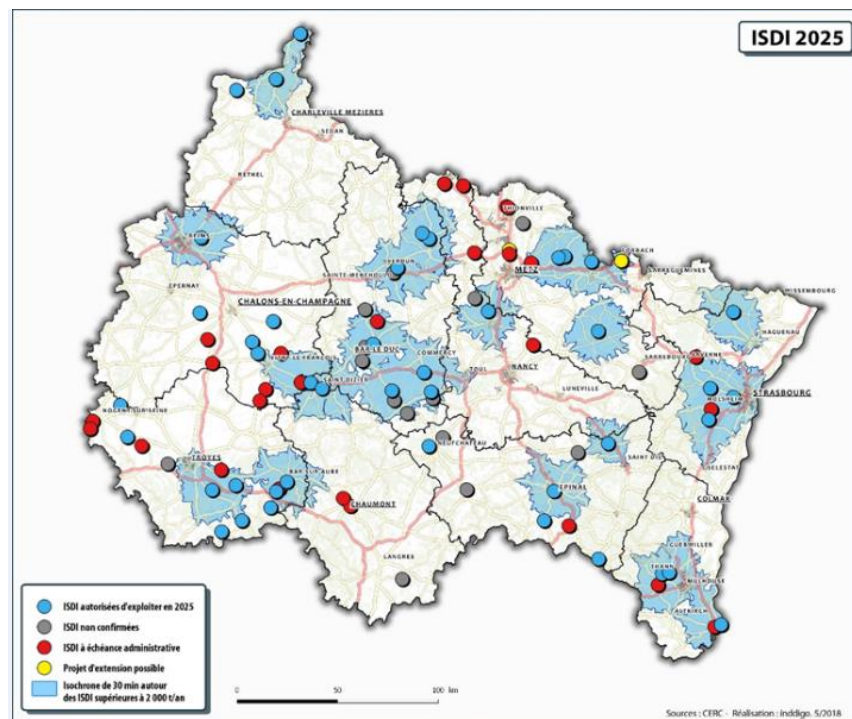 ISDI 2025
CHARLEVILLE MEZIERES
SEDAN
RETHEL
REIMS
THIONVILLE
FORBACH
VERDUN
METZ
SARREGUEMINES
SAINTE-MENEHOULD
WISSEMBOURG
EPERNAY
CHALONS-EN-CHAMPAGNE
HAGUENAU
BAR LE DUC
COMMERCY
SARREBOURG
SAVERNE
VITRY-LE-FRANCOIS
TOUL
NANCY
STRASBOURG
SAINT DIZIER
LUNEVILLE
MOLSHEIM
NOGENT-SUR-SEINE
NEUFCHATEAU
SAINT DIE
SELESTAT
TROYES
BAR-SUR-AUBE
EPINAL
CHAUMONT
COLMAR
GUEBWILLER
LANGRES
THANN
MULHOUSE
ALTKIRCH
ISDI autorisées d'exploiter en 2025
ISDI non confirmées
ISDI à échéance administrative
Projet d'extension possible
Isochrone de 30 min autour
des ISDI supérieures à 2 000 t/an
0 50 100 km
Sources : CERC - Réalisation : inddigo. 5/2018